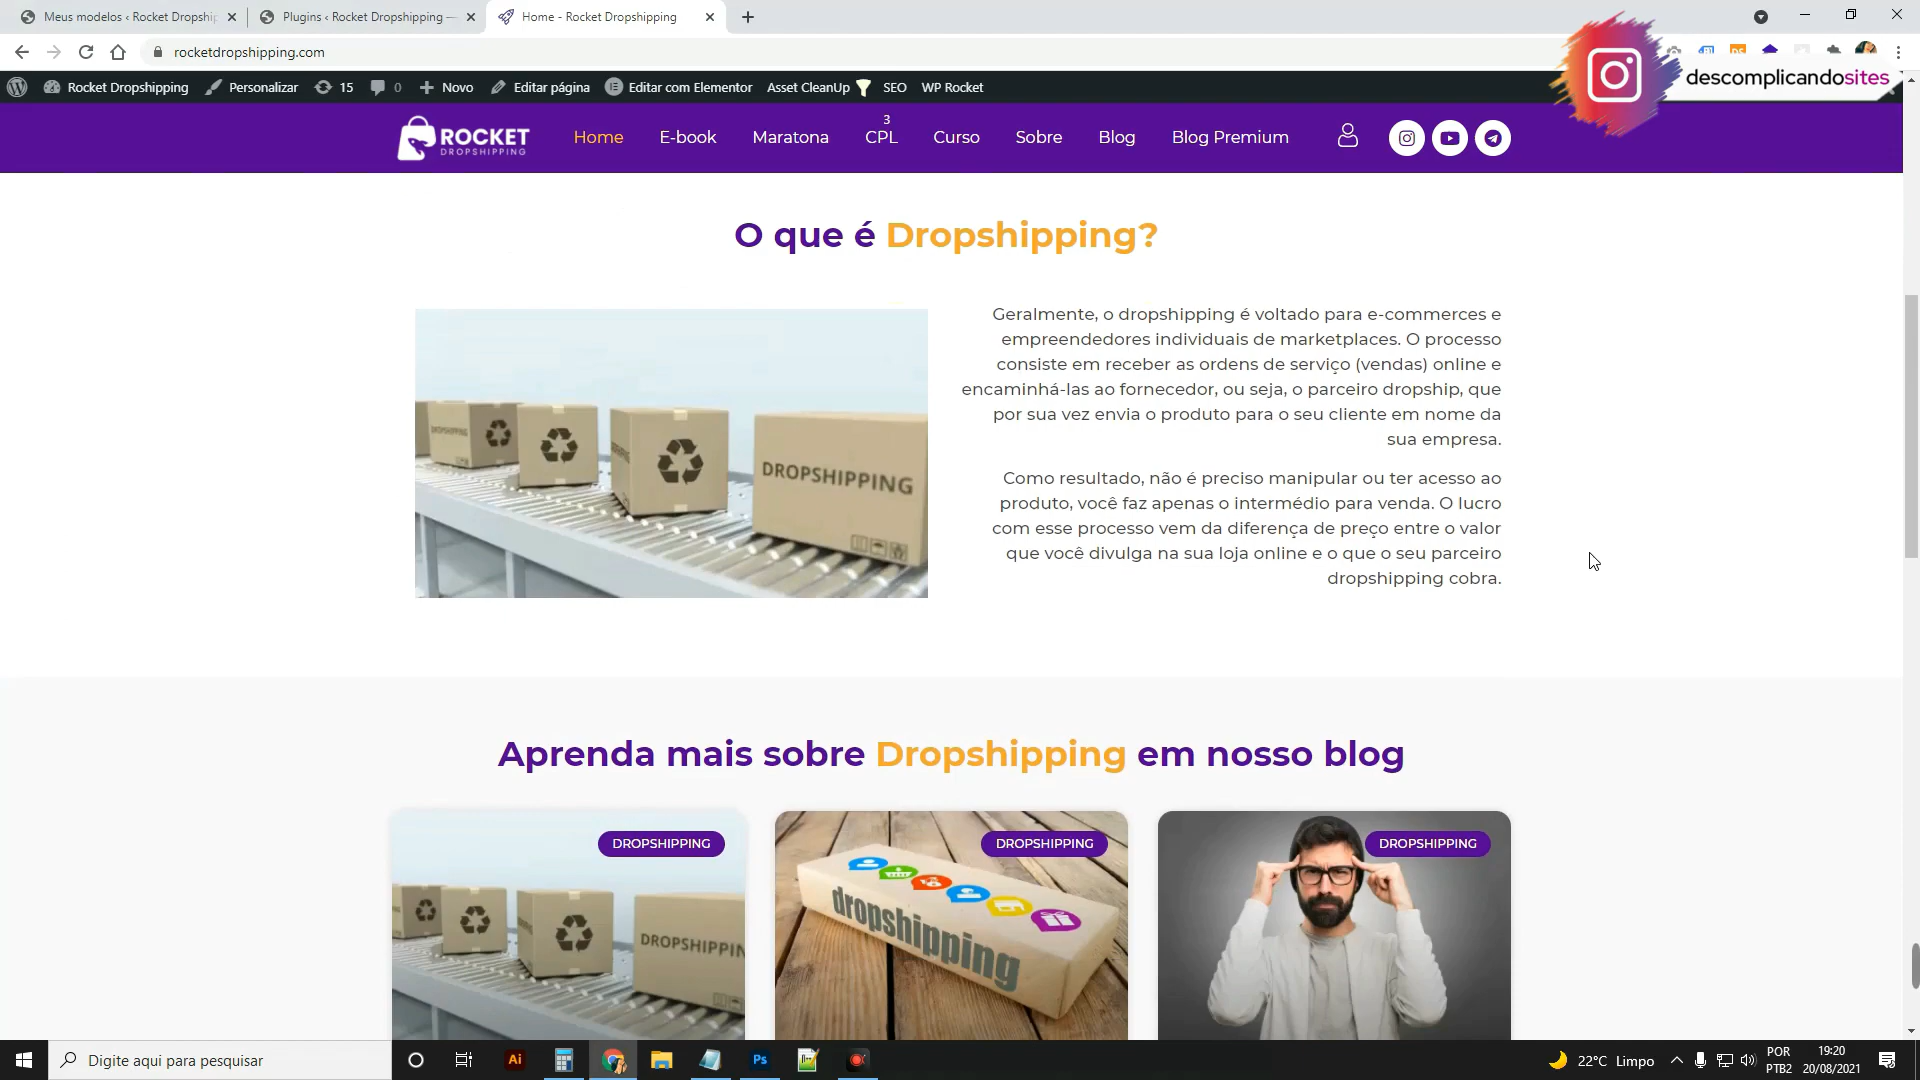 Meus modelos ‹ Rocket Dropship
Plugins ‹ Rocket Dropshipping —
Home - Rocket Dropshipping
rocketdropshipping.com
descomplicandosites
Rocket Dropshipping
Personalizar
15
0
Novo
Editar página
Editar com Elementor
Asset CleanUp
SEO
WP Rocket
ROCKET
DROPSHIPPING
Home
E-book
Maratona
3
CPL
Curso
Sobre
Blog
Blog Premium
O que é Dropshipping?
Geralmente, o dropshipping é voltado para e-commerces e
empreendedores individuais de marketplaces. O processo
consiste em receber as ordens de serviço (vendas) online e
encaminhá-las ao fornecedor, ou seja, o parceiro dropship, que
por sua vez envia o produto para o seu cliente em nome da
sua empresa.
Como resultado, não é preciso manipular ou ter acesso ao
produto, você faz apenas o intermédio para venda. O lucro
com esse processo vem da diferença de preço entre o valor
que você divulga na sua loja online e o que o seu parceiro
dropshipping cobra.
DROPSHIPPING
DROPSHIPPING
Aprenda mais sobre Dropshipping em nosso blog
DROPSHIPPING
DROPSHIPPING
DROPSHIPPING
DROPSHIPPIN
dropshipping
Digite aqui para pesquisar
Ai
Ps
22°C Limpo
POR
PTB2
19:20
20/08/2021